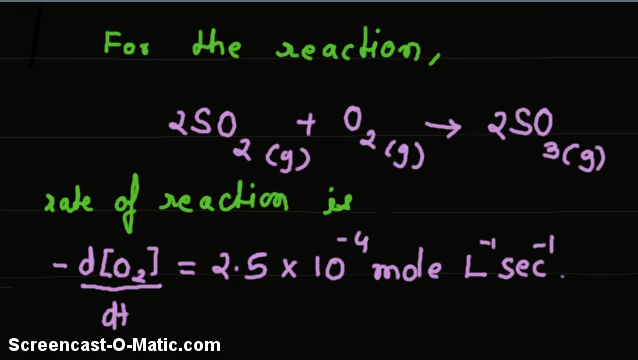 For the reaction,
2SO₂(g) + O₂(g) → 2SO₃(g)
rate of reaction is
-d[O₂]/dt = 2.5 × 10⁻⁴ mole L⁻¹ sec⁻¹.
Screencast-O-Matic.com